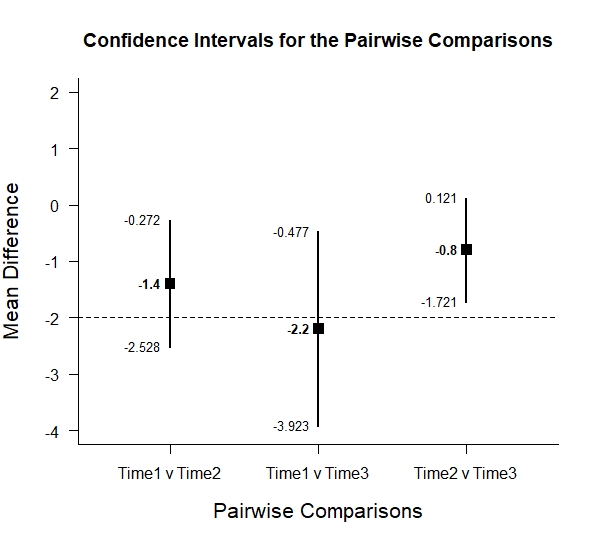 Confidence Intervals for the Pairwise Comparisons
Mean Difference
2
1
0
-1
-2
-3
-4
-0.272
-1.4
-2.528
-0.477
-2.2
-3.923
0.121
-0.8
-1.721
Time1 v Time2
Time1 v Time3
Time2 v Time3
Pairwise Comparisons